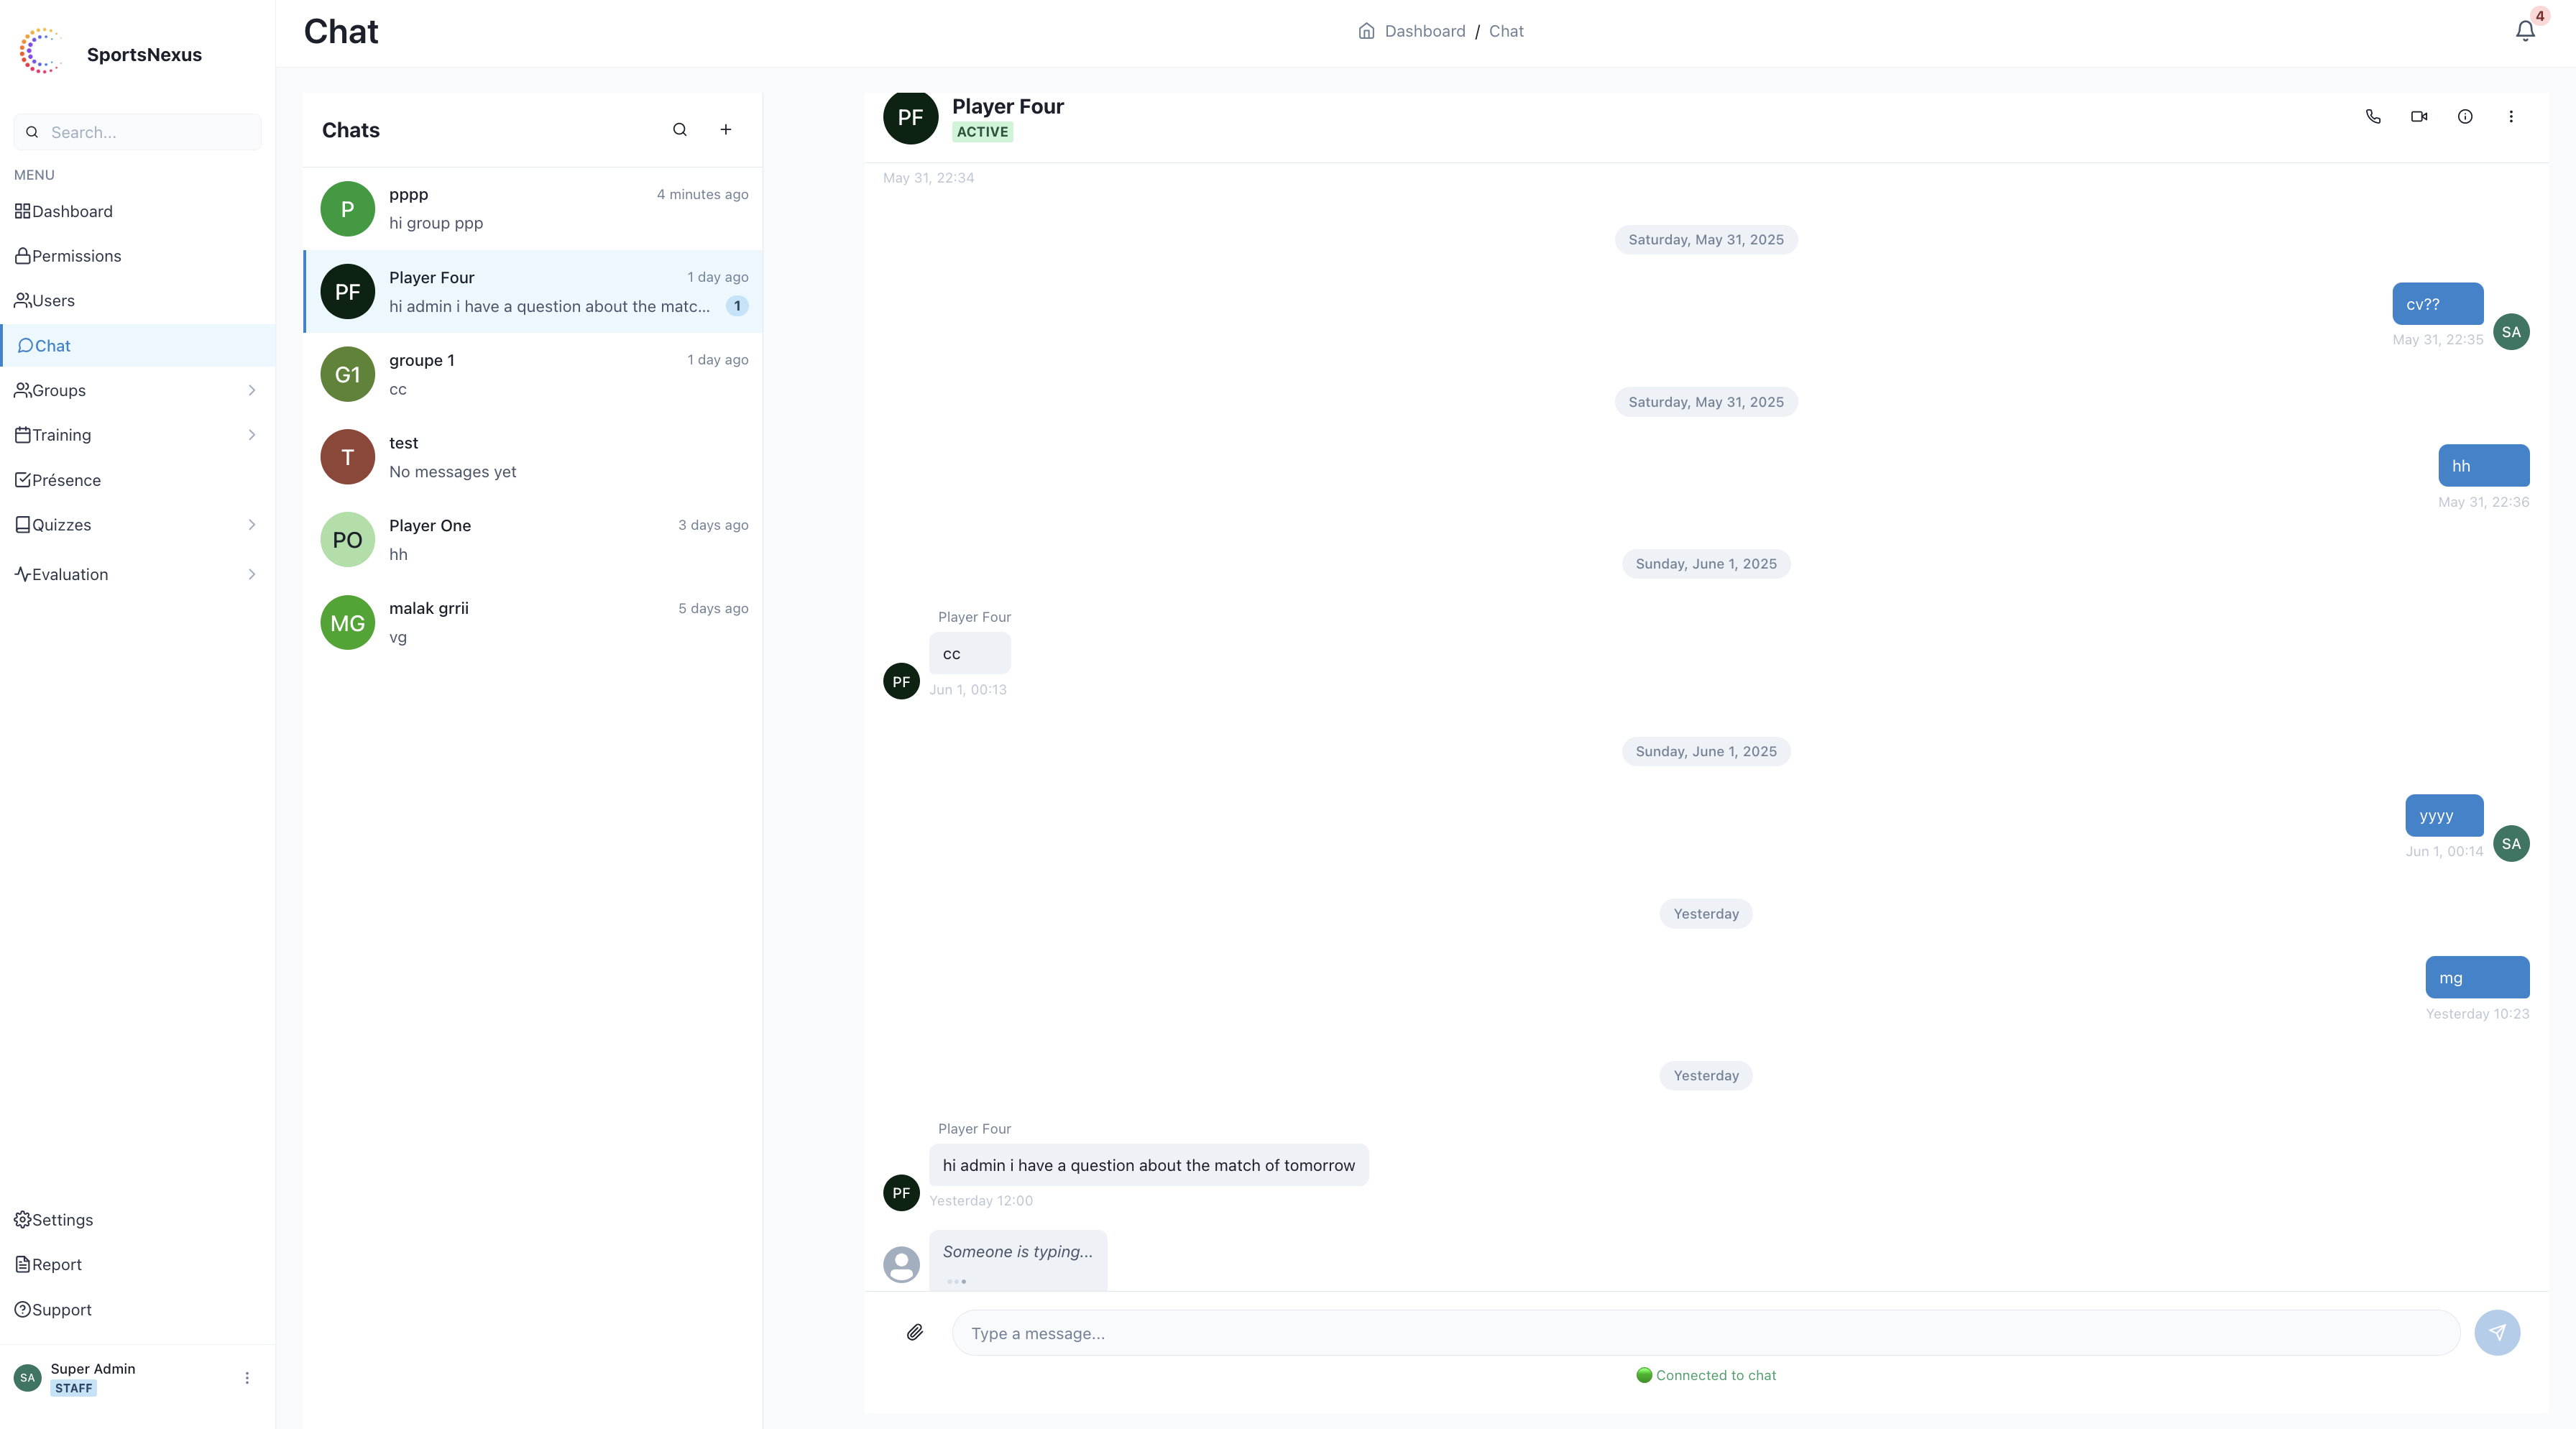 SportsNexus
Search...
MENU
Dashboard
Permissions
Users
Chat
Groups
Training
Présence
Quizzes
Evaluation
Settings
Report
Support
SA
Super Admin
STAFF
Chat
Dashboard / Chat
4
Chats
P
pppp
4 minutes ago
hi group ppp
PF
Player Four
1 day ago
hi admin i have a question about the matc...
1
G1
groupe 1
1 day ago
cc
T
test
No messages yet
PO
Player One
3 days ago
hh
MG
malak grrii
5 days ago
vg
PF
Player Four
ACTIVE
May 31, 22:34
Saturday, May 31, 2025
cv??
SA
May 31, 22:35
Saturday, May 31, 2025
hh
May 31, 22:36
Sunday, June 1, 2025
Player Four
cc
PF
Jun 1, 00:13
Sunday, June 1, 2025
yyyy
SA
Jun 1, 00:14
Yesterday
mg
Yesterday 10:23
Yesterday
Player Four
hi admin i have a question about the match of tomorrow
PF
Yesterday 12:00
Someone is typing...
Type a message...
Connected to chat